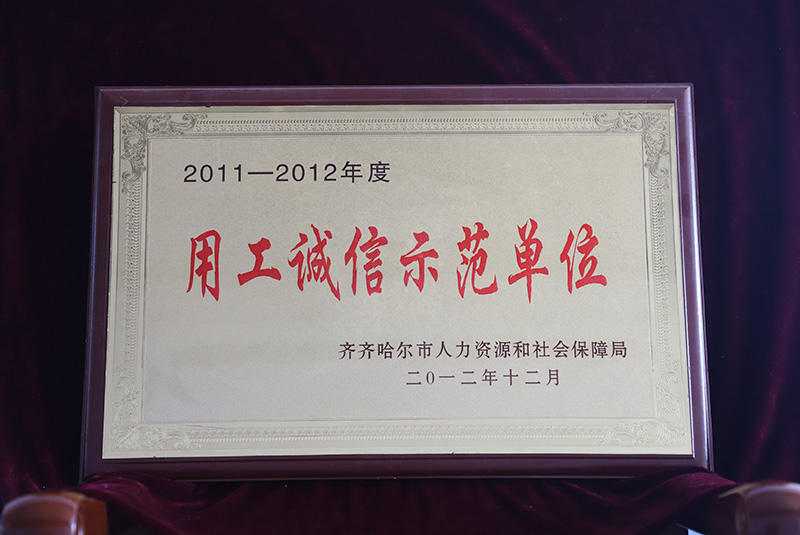 2011—2012年度
用工诚信示范单位
齐齐哈尔市人力资源和社会保障局
二0一二年十二月